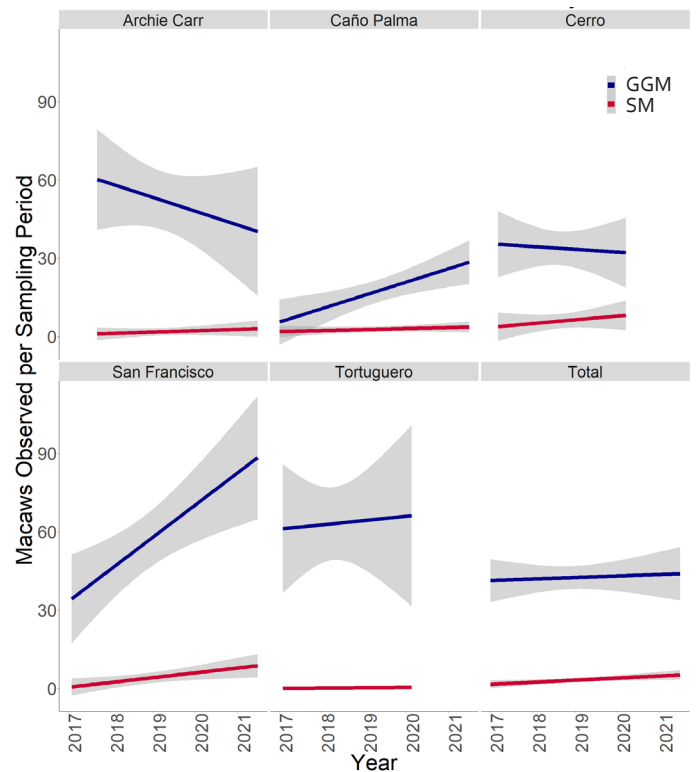 Archie Carr
Caño Palma
Cerro
GGM
SM
90
60
30
0
Macaws Observed per Sampling Period
San Francisco
Tortuguero
Total
90
60
30
0
2017
2018
2019
2020
2021
2017
2018
2019
2020
2021
2017
2018
2019
2020
2021
Year